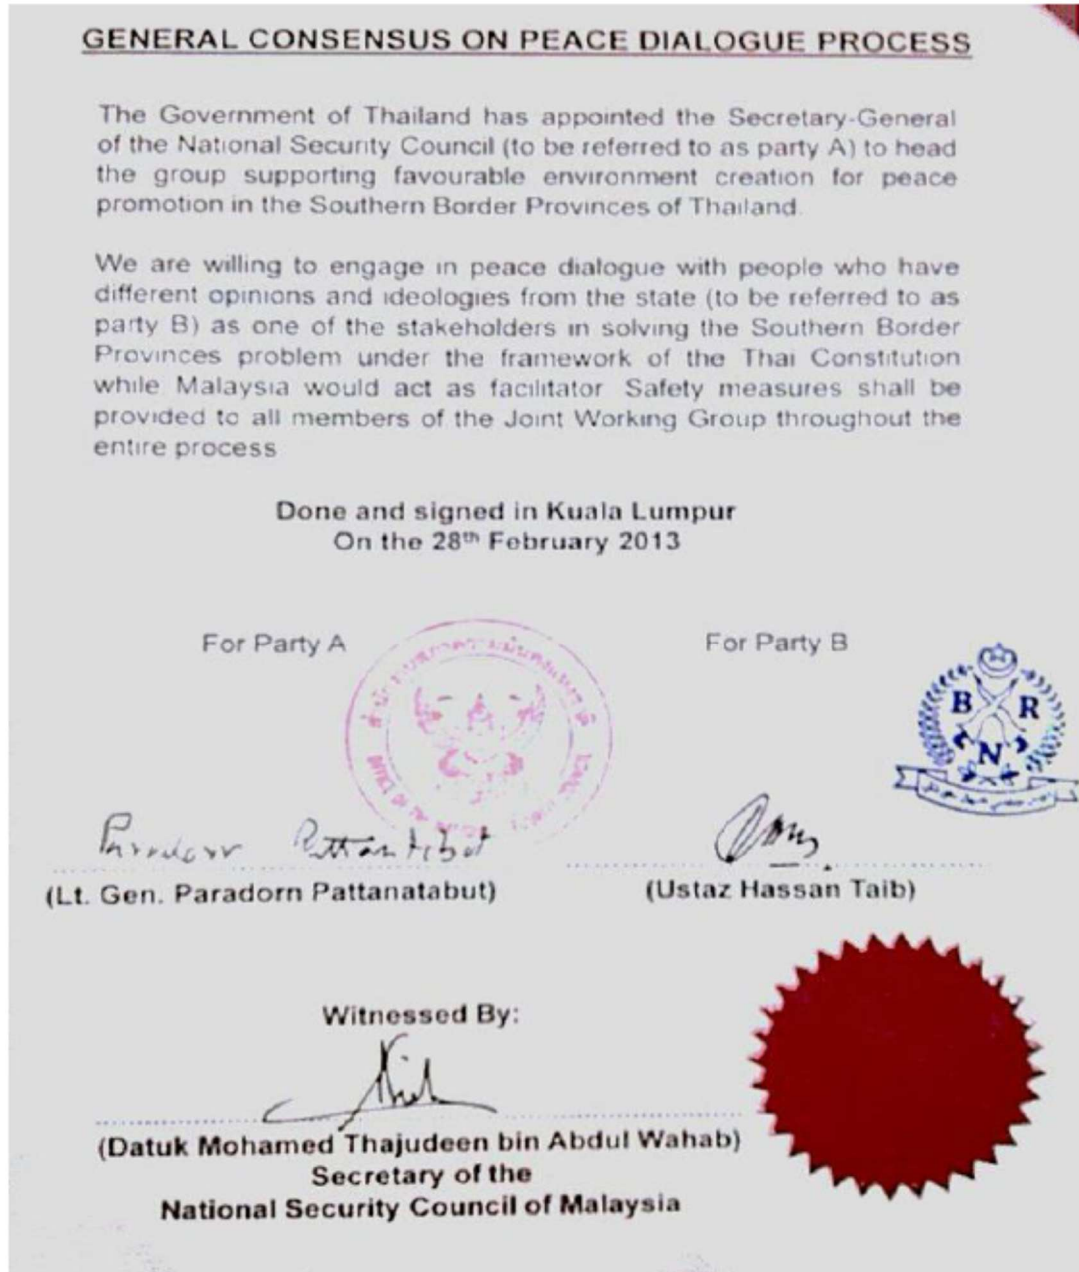 GENERAL CONSENSUS ON PEACE DIALOGUE PROCESS
The Government of Thailand has appointed the Secretary-General
of the National Security Council (to be referred to as party A) to head
the group supporting favourable environment creation for peace
promotion in the Southern Border Provinces of Thailand.
We are willing to engage in peace dialogue with people who have
different opinions and ideologies from the state (to be referred to as
party B) as one of the stakeholders in solving the Southern Border
Provinces problem under the framework of the Thai Constitution
while Malaysia would act as facilitator Safety measures shall be
provided to all members of the Joint Working Group throughout the
entire process
Done and signed in Kuala Lumpur
On the 28th February 2013
For Party A
For Party B
B R
N
Paradorn Pattanatabut
(Lt. Gen. Paradorn Pattanatabut)
(Ustaz Hassan Taib)
Witnessed By:
(Datuk Mohamed Thajudeen bin Abdul Wahab)
Secretary of the
National Security Council of Malaysia